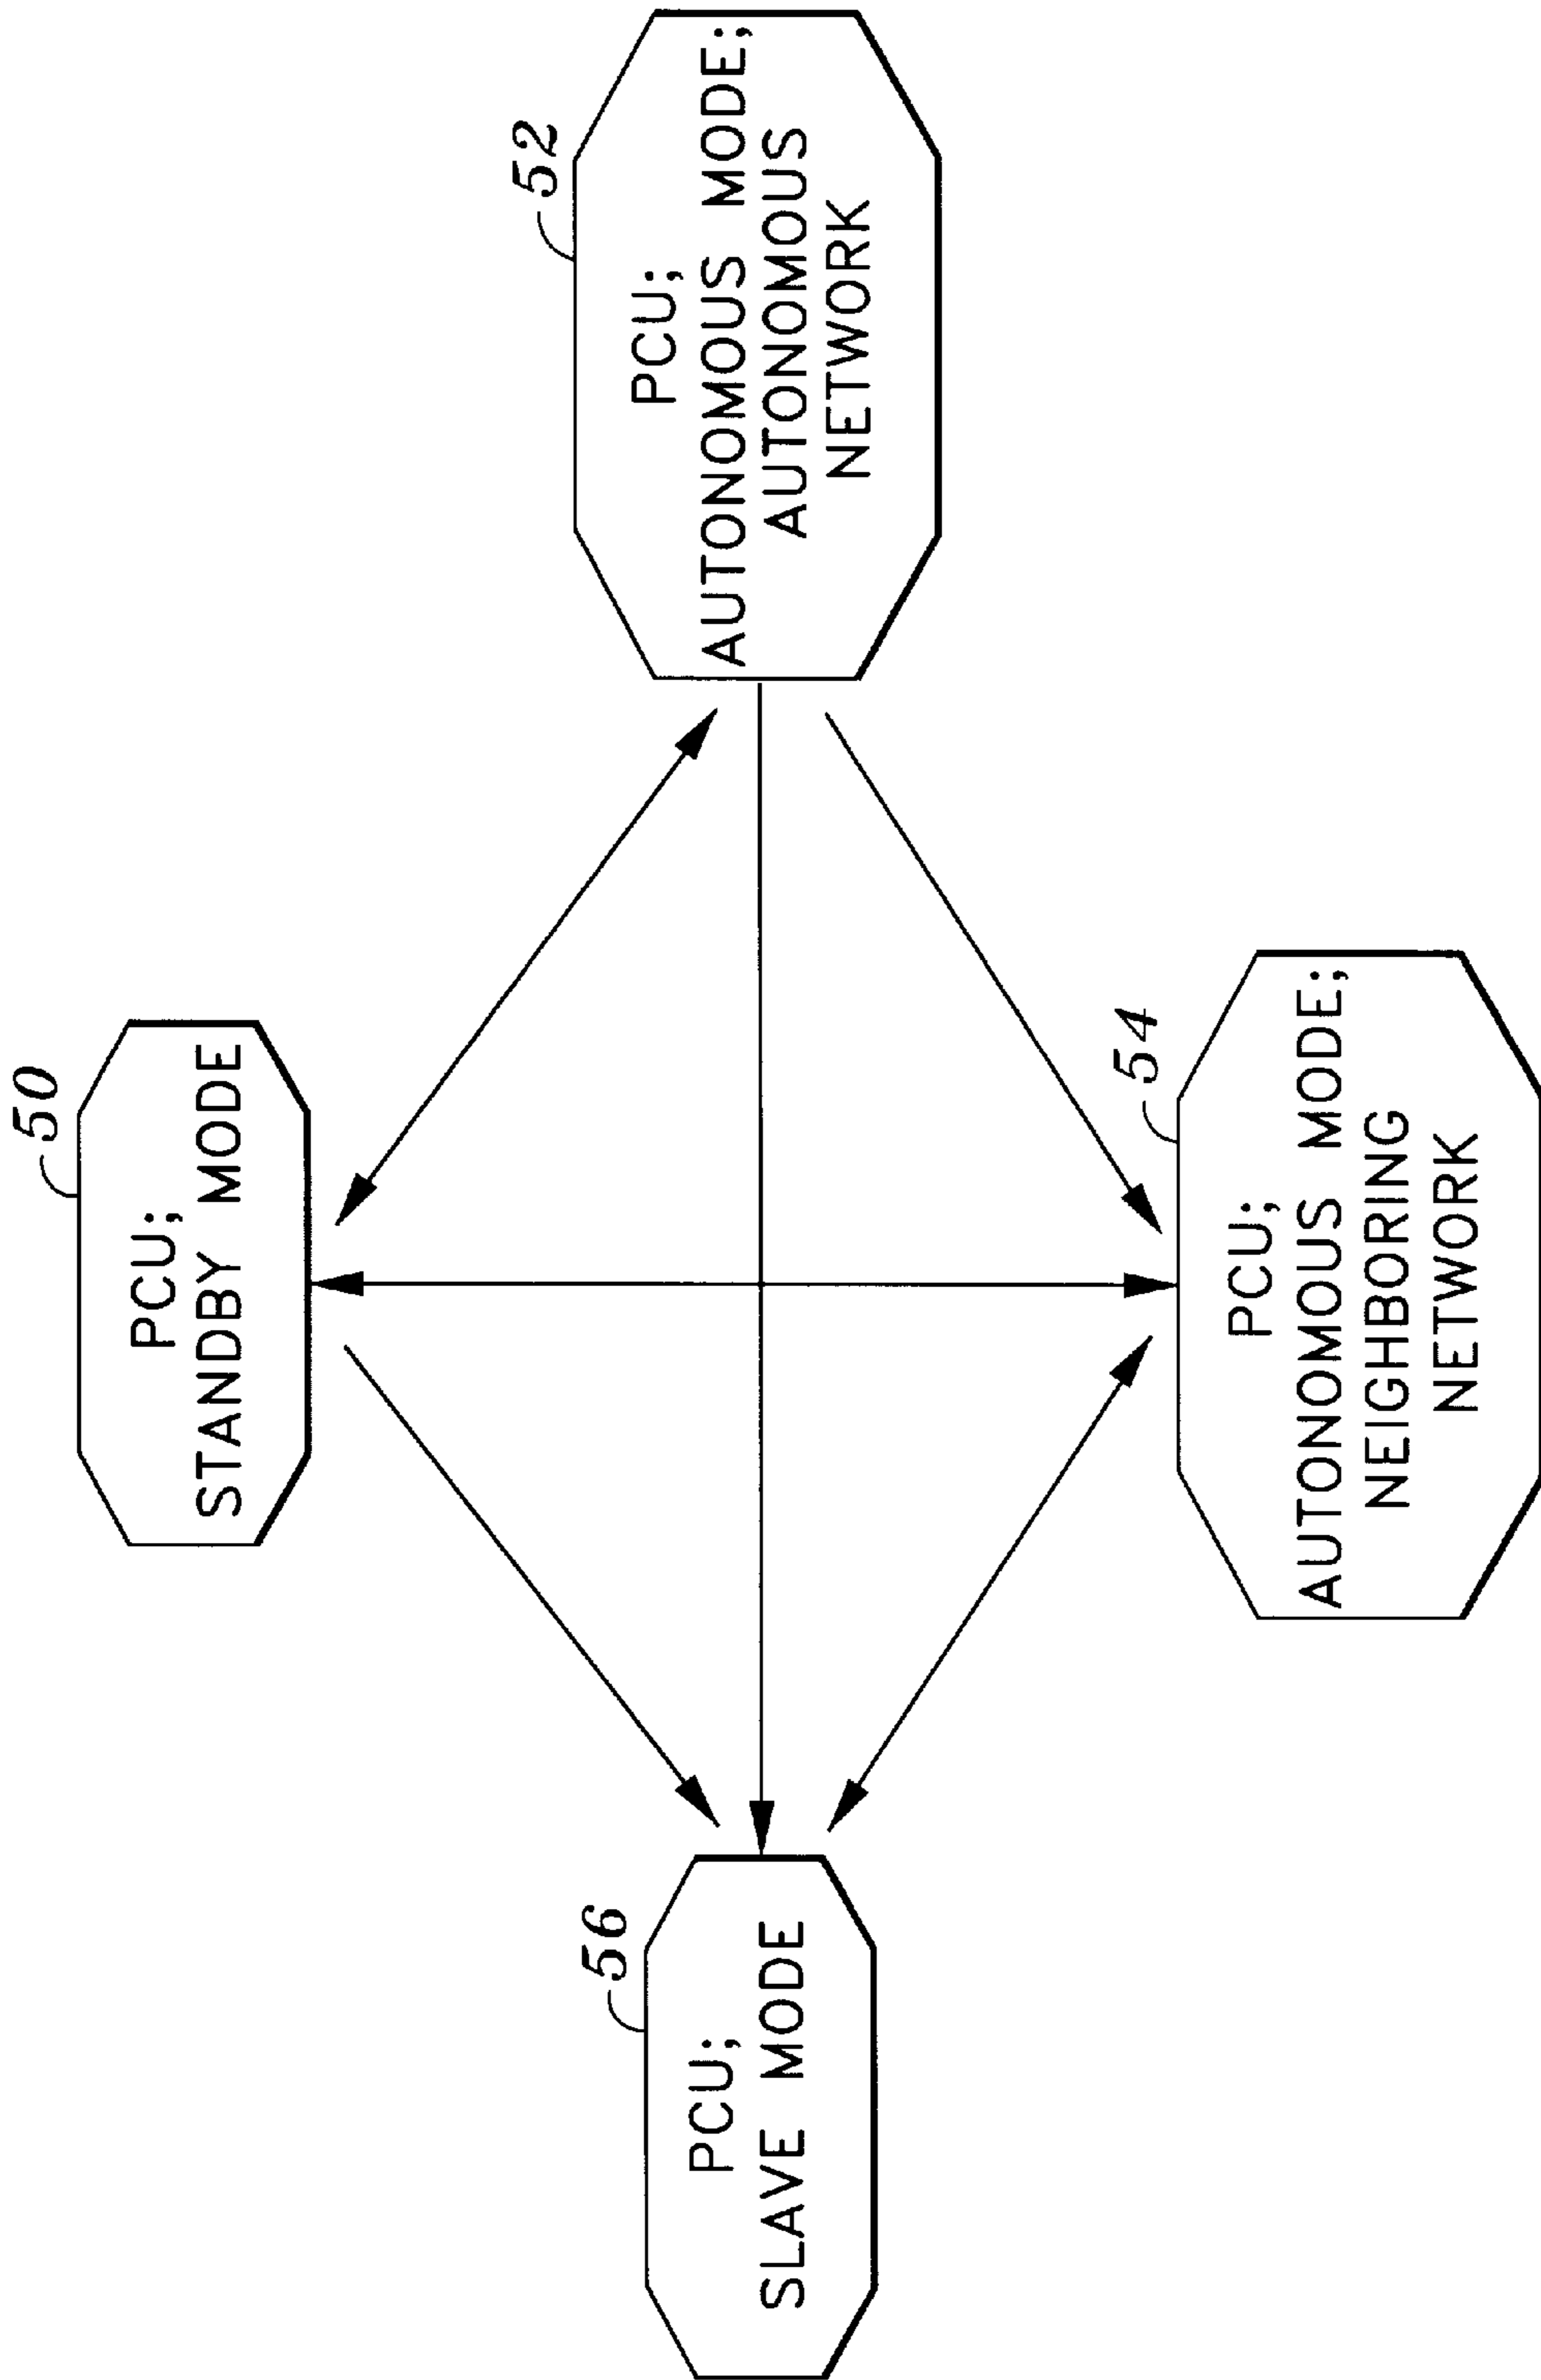 50
PCU;
STANDBY MODE
56
PCU;
SLAVE MODE
52
PCU;
AUTONOMOUS MODE;
AUTONOMOUS
NETWORK
54
PCU;
AUTONOMOUS MODE;
NEIGHBORING
NETWORK